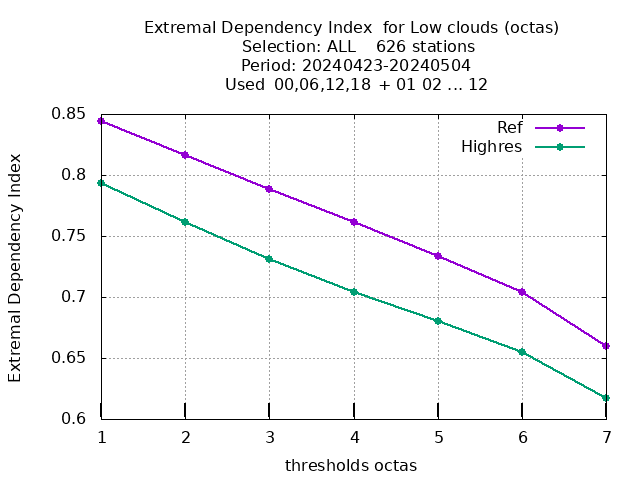 Extremal Dependency Index  for Low clouds (octas)
Selection: ALL    626 stations
Period: 20240423-20240504
Used  00,06,12,18  + 01 02 ... 12
Ref
Highres
Extremal Dependency Index
0.85
0.8
0.75
0.7
0.65
0.6
1 2 3 4 5 6 7
thresholds octas